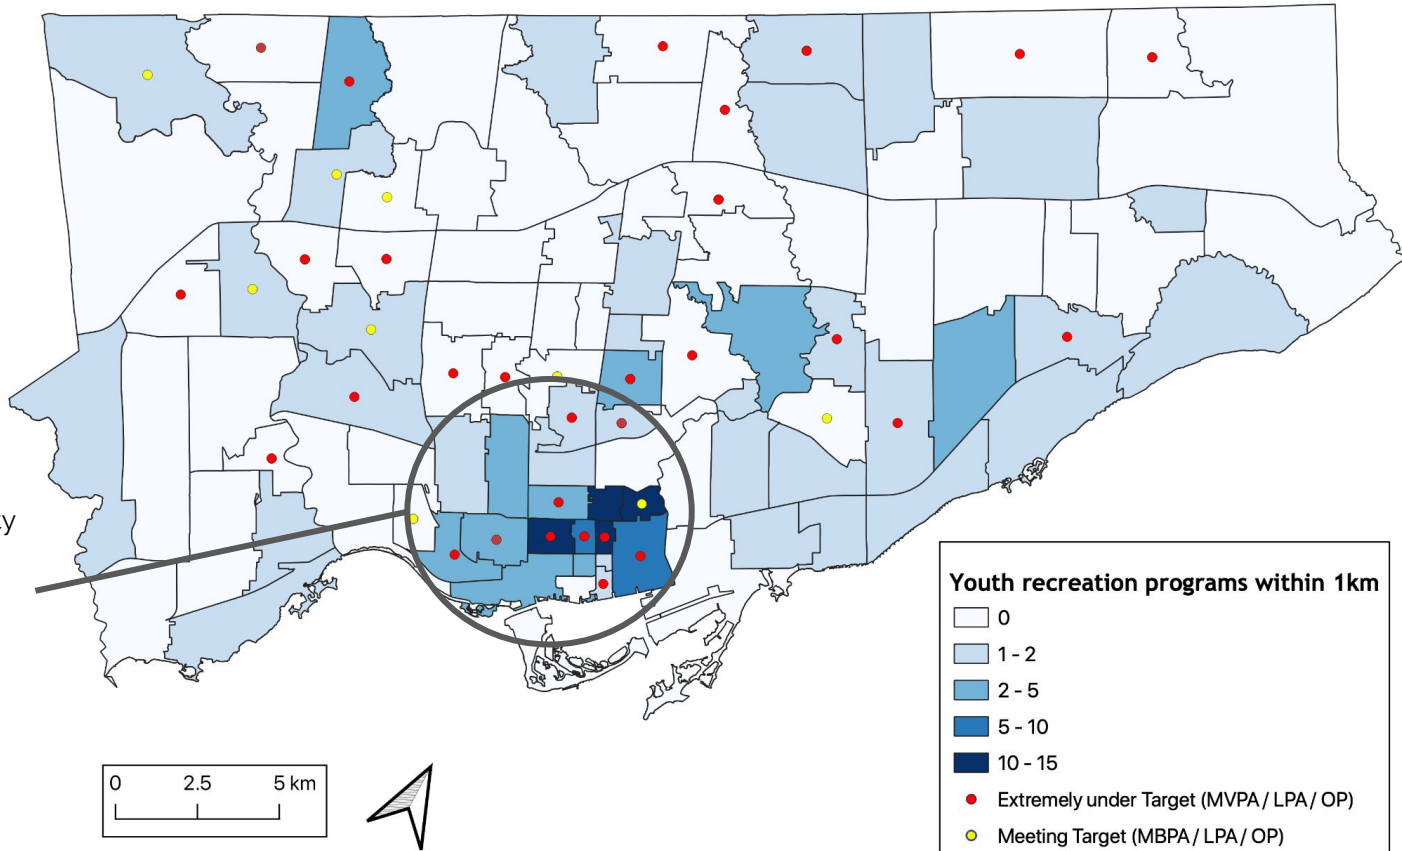 Youth recreation programs within 1km
0
1 - 2
2 - 5
5 - 10
10 - 15
Extremely under Target (MVPA / LPA / OP)
Meeting Target (MBPA / LPA / OP)
0 2.5 5 km